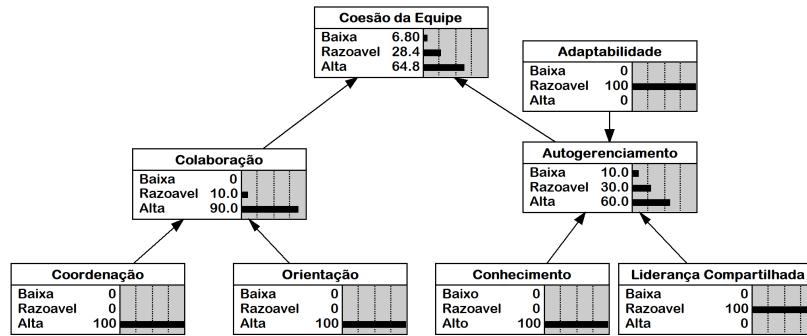 Coesão da Equipe
Baixa 6.80
Razoavel 28.4
Alta 64.8
Adaptabilidade
Baixa 0
Razoavel 100
Alta 0
Colaboração
Baixa 0
Razoavel 10.0
Alta 90.0
Autogerenciamento
Baixa 10.0
Razoavel 30.0
Alta 60.0
Coordenação
Baixa 0
Razoavel 0
Alta 100
Orientação
Baixa 0
Razoavel 0
Alta 100
Conhecimento
Baixo 0
Razoavel 0
Alto 100
Liderança Compartilhada
Baixa 0
Razoavel 100
Alta 0